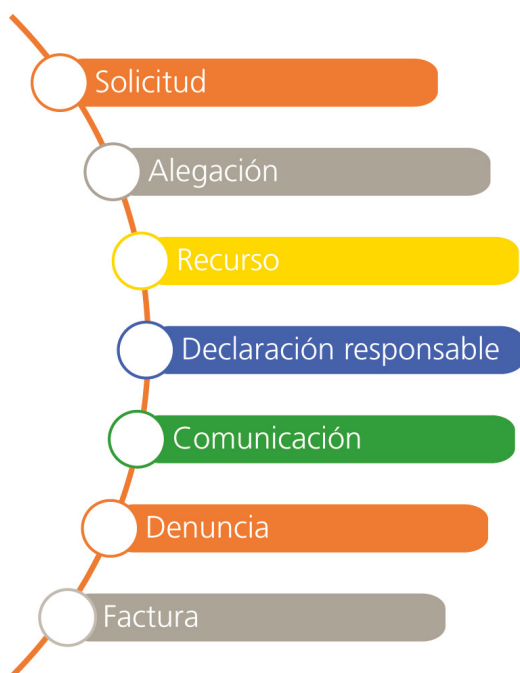 Solicitud
Alegación
Recurso
Declaración responsable
Comunicación
Denuncia
Factura